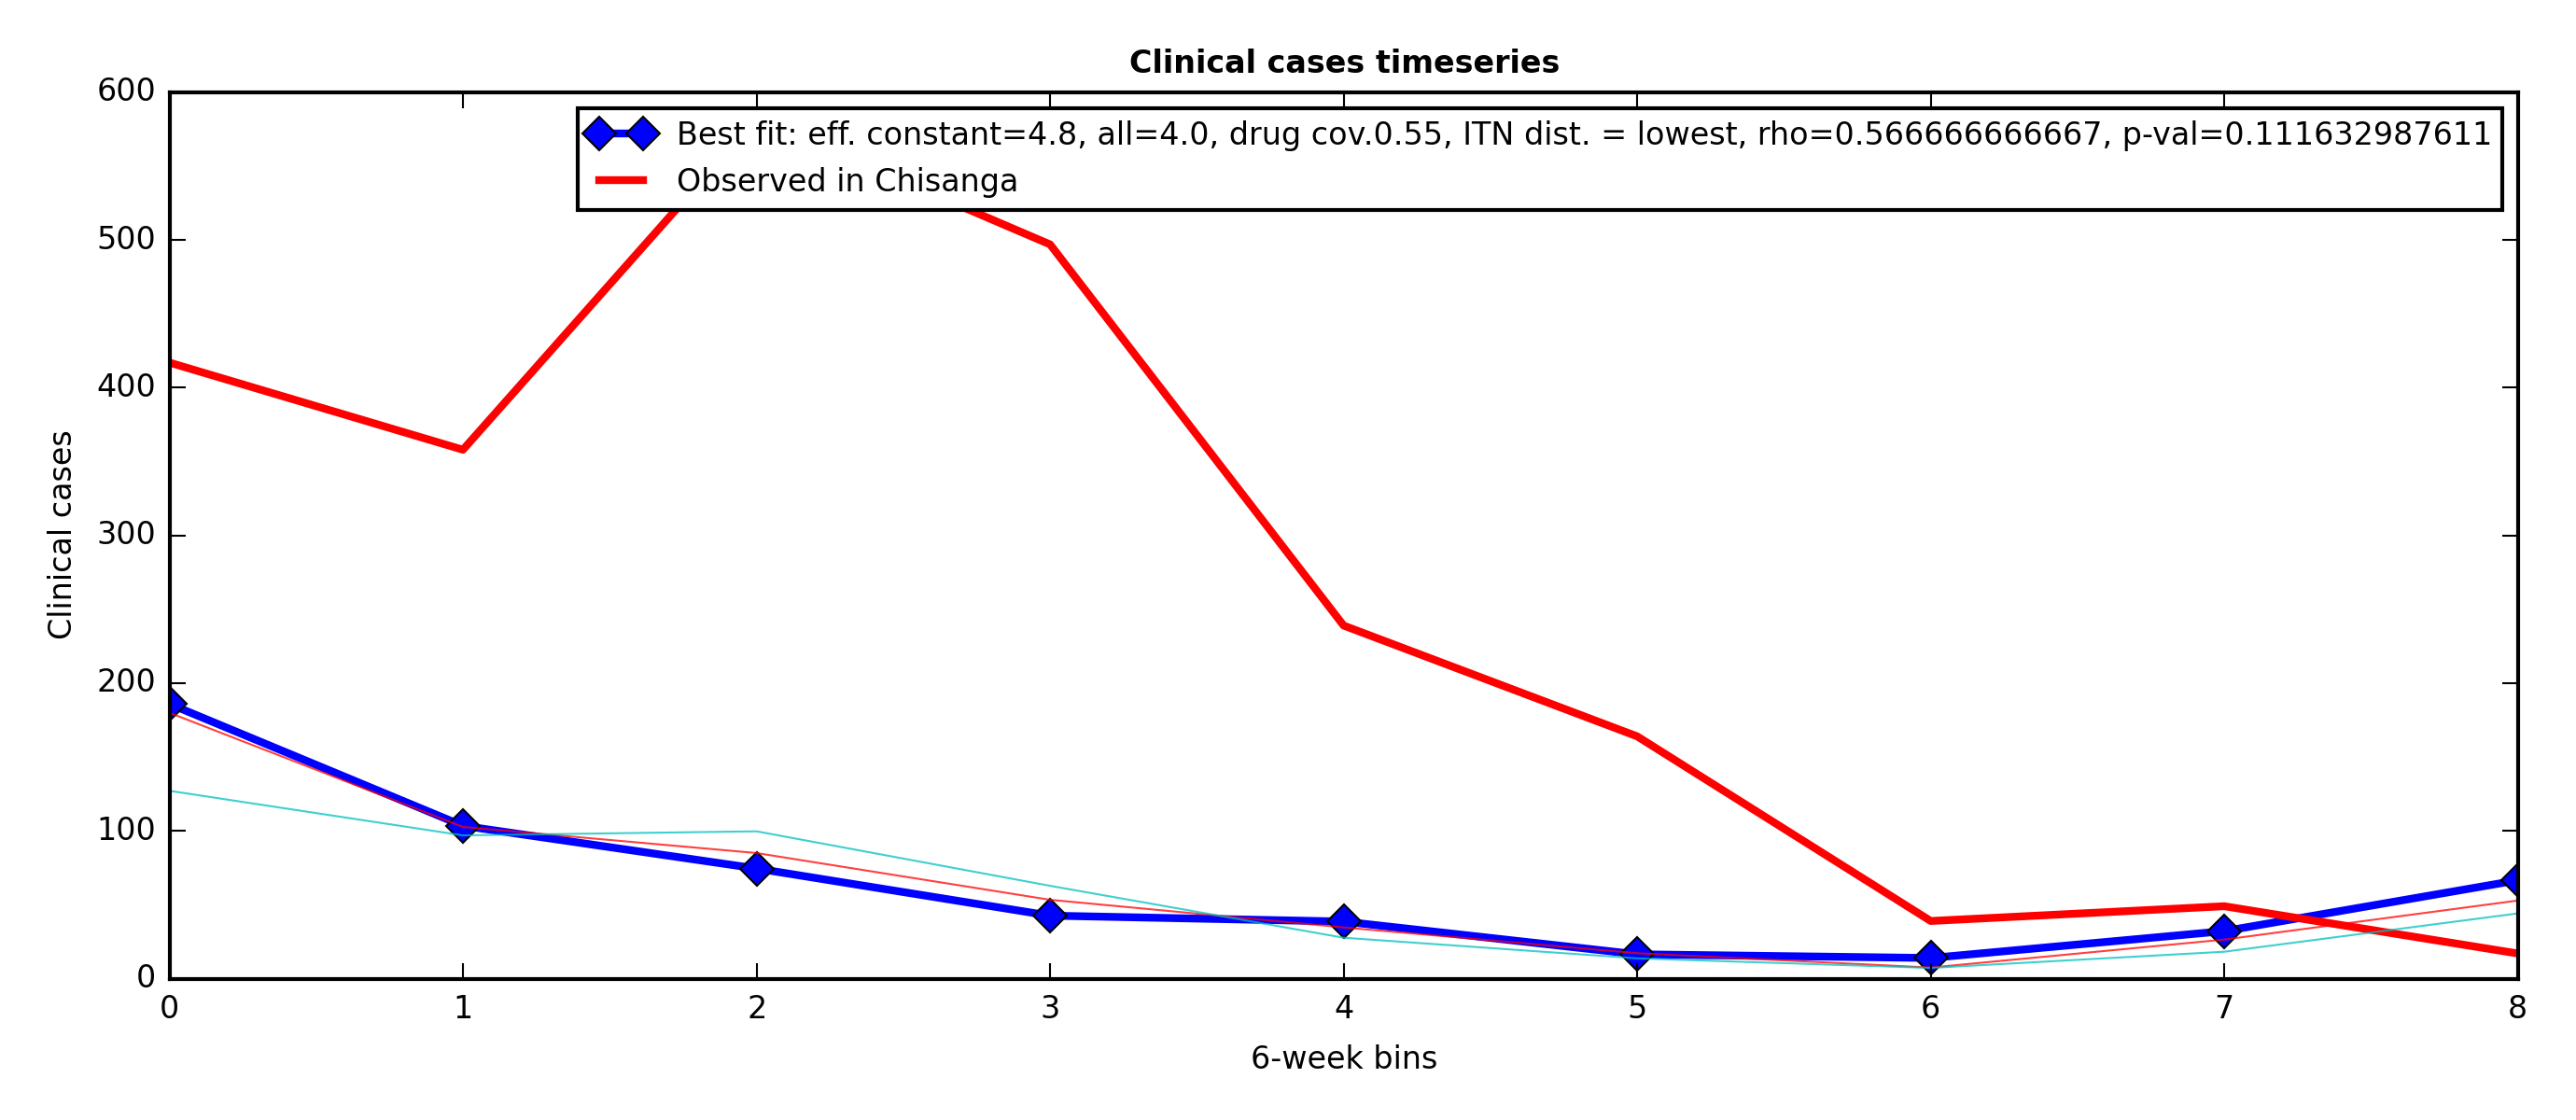 Clinical cases timeseries
600
500
400
300
200
100
0
Clinical cases
Best fit: eff. constant=4.8, all=4.0, drug cov.0.55, ITN dist. = lowest, rho=0.566666666667, p-val=0.111632987611
Observed in Chisanga
0 1 2 3 4 5 6 7 8
6-week bins